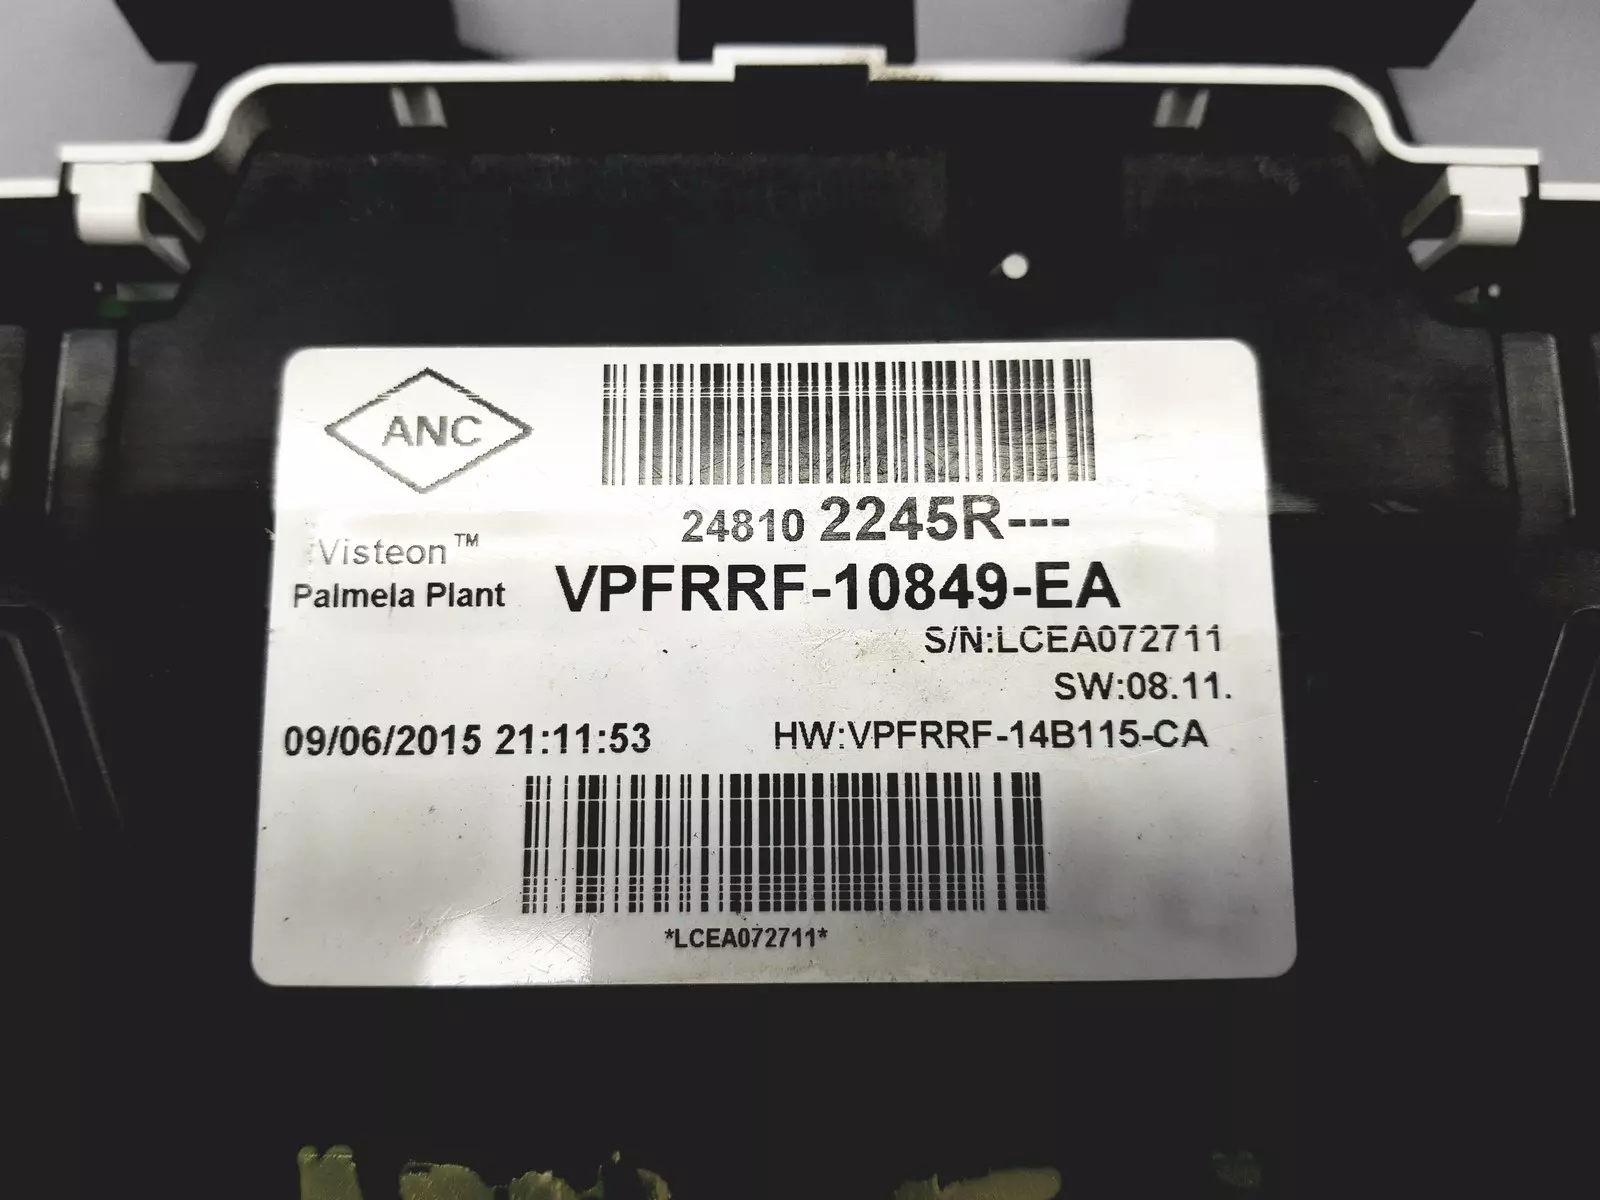 ANC
24810 2245R---
Visteon™
Palmela Plant
VPFRRF-10849-EA
S/N:LCEA072711
SW:08.11.
09/06/2015 21:11:53
HW:VPFRRF-14B115-CA
*LCEA072711*